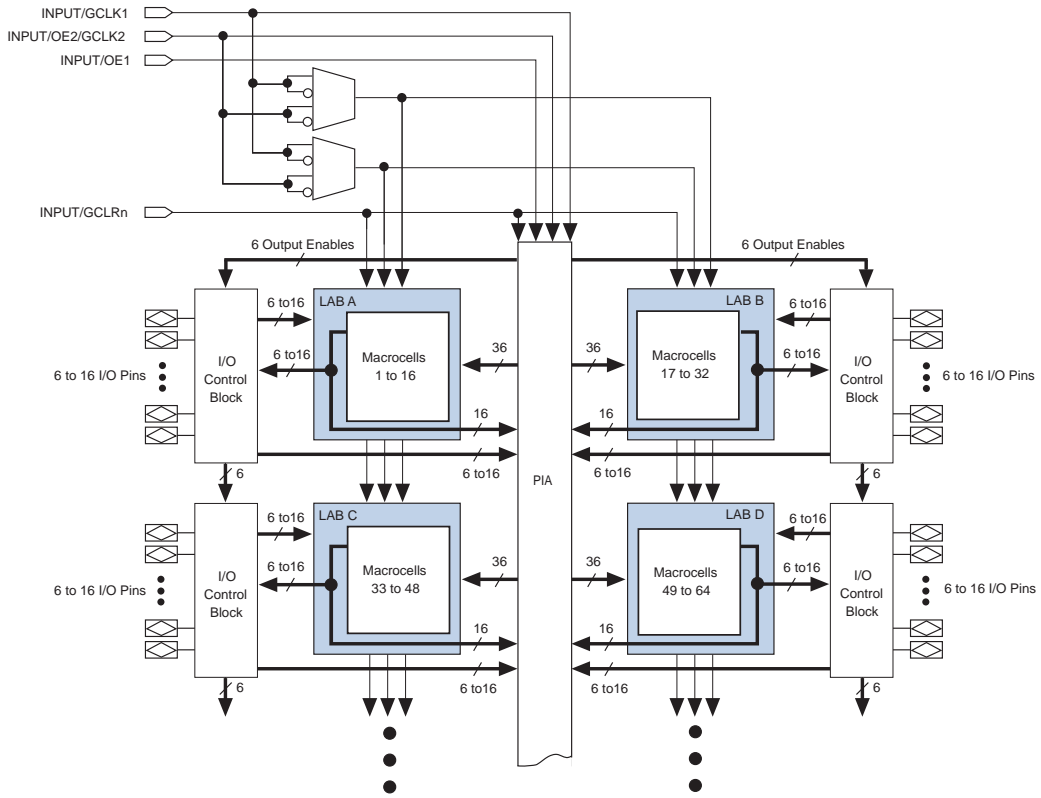 INPUT/GCLK1
INPUT/OE2/GCLK2
INPUT/OE1
INPUT/GCLRn
6 Output Enables
6 Output Enables
6 to16
LAB A
LAB B
6 to16
6 to 16 I/O Pins
I/O
Control
Block
6 to16
Macrocells
1 to 16
36
36
Macrocells
17 to 32
6 to16
I/O
Control
Block
6 to 16 I/O Pins
16
16
6 to16
6 to16
PIA
6
6
6 to16
LAB C
LAB D
6 to16
6 to 16 I/O Pins
I/O
Control
Block
6 to16
Macrocells
33 to 48
36
36
Macrocells
49 to 64
6 to16
I/O
Control
Block
6 to 16 I/O Pins
16
16
6 to16
6 to16
6
6